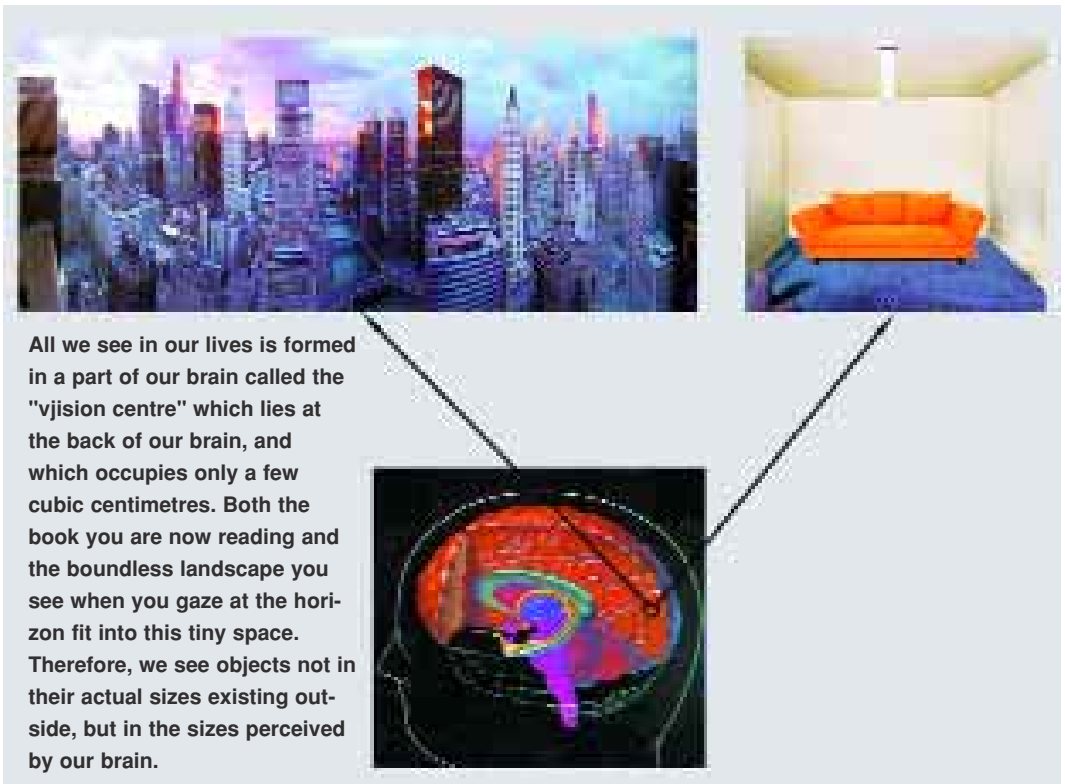 All we see in our lives is formed
in a part of our brain called the
"vjision centre" which lies at
the back of our brain, and
which occupies only a few
cubic centimetres. Both the
book you are now reading and
the boundless landscape you
see when you gaze at the hori-
zon fit into this tiny space.
Therefore, we see objects not in
their actual sizes existing out-
side, but in the sizes perceived
by our brain.